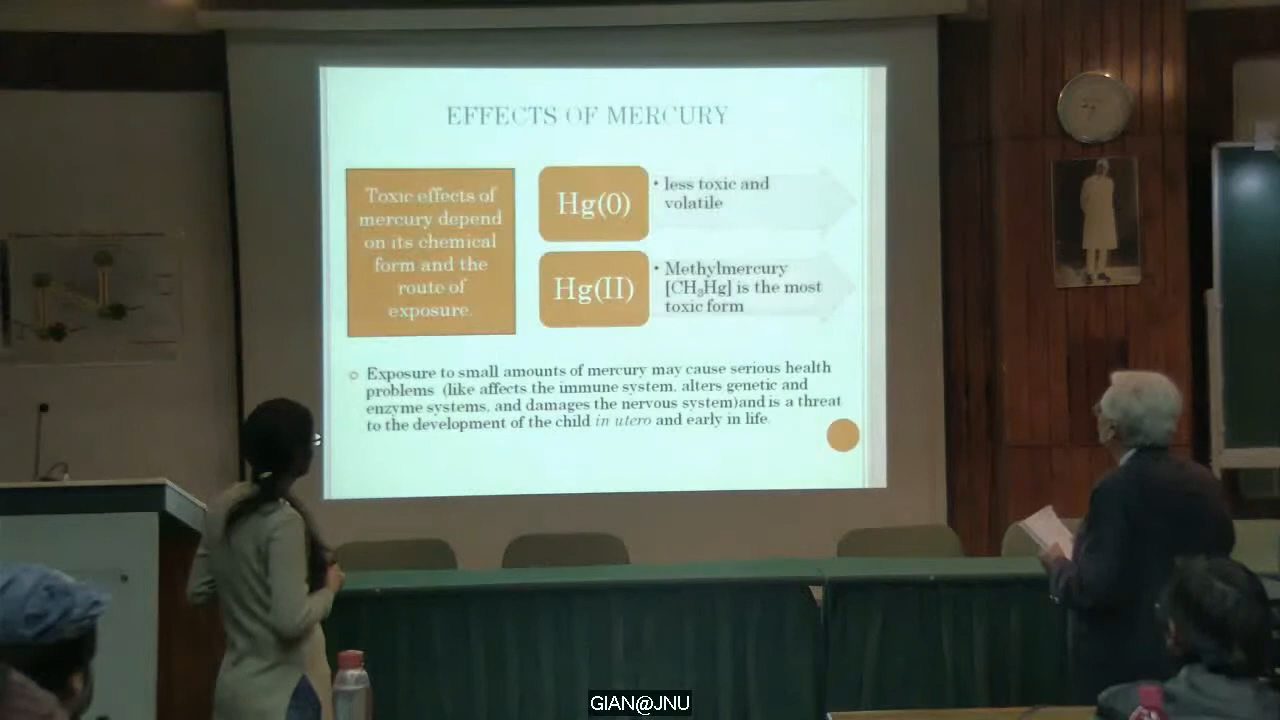 EFFECTS OF MERCURY
Toxic effects of
mercury depend
on its chemical
form and the
route of
exposure.
Hg(0)
• less toxic and
volatile
Hg(II)
• Methylmercury
[CH₃Hg] is the most
toxic form
Exposure to small amounts of mercury may cause serious health
problems (like affects the immune system, alters genetic and
enzyme systems, and damages the nervous system)and is a threat
to the development of the child in utero and early in life.
GIAN@JNU